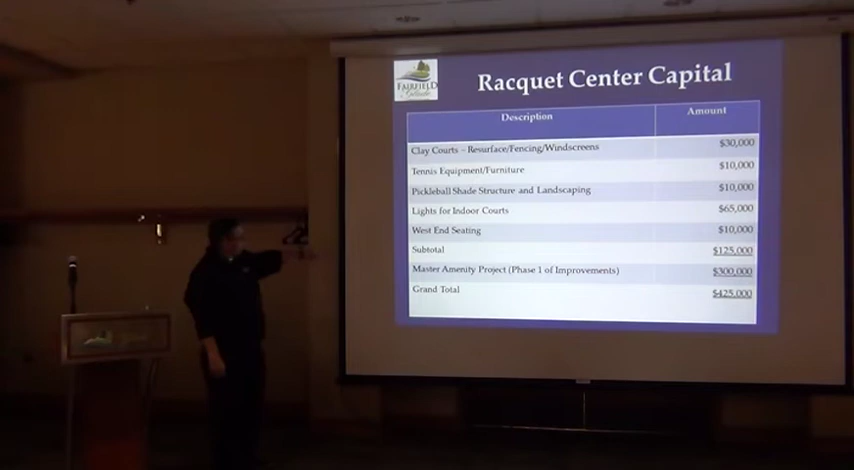 FAIRFIELD
Glade
Racquet Center Capital
Description Amount
Clay Courts - Resurface/Fencing/Windscreens $30,000
Tennis Equipment/Furniture $10,000
Pickleball Shade Structure and Landscaping $10,000
Lights for Indoor Courts $65,000
West End Seating $10,000
Subtotal $125,000
Master Amenity Project (Phase 1 of Improvements) $300,000
Grand Total $425,000